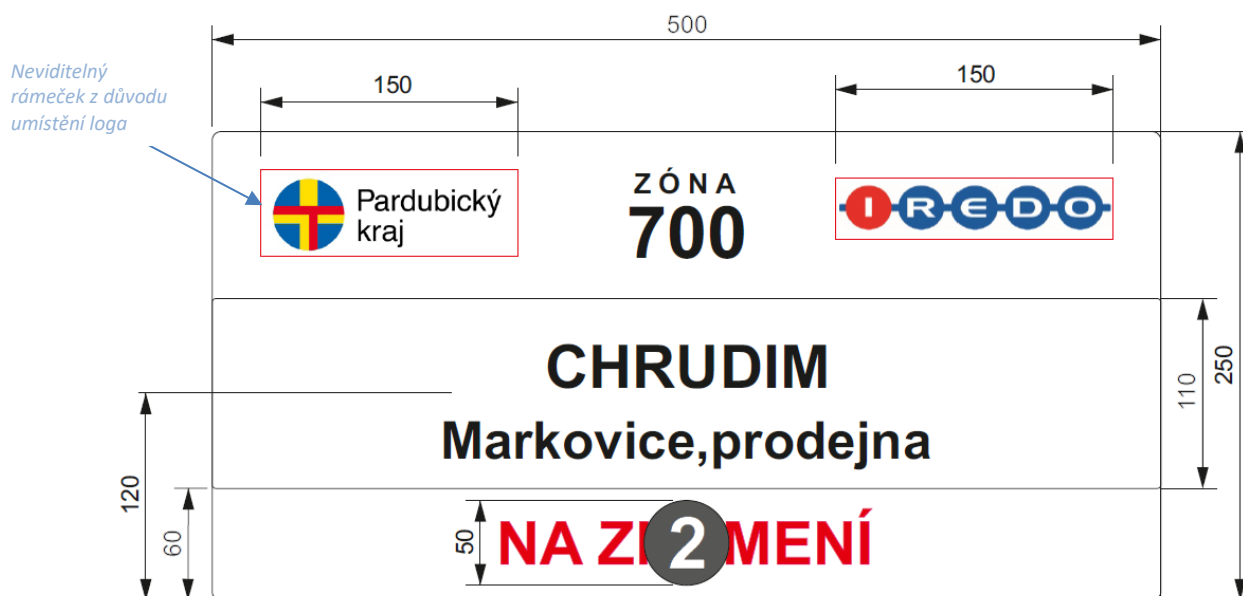 500
Neviditelný
rámeček z důvodu
umístění loga
150
150
Pardubický
kraj
ZÓNA
700
IREDO
CHRUDIM
Markovice,prodejna
110
250
120
60
50
NA
2
MENÍ